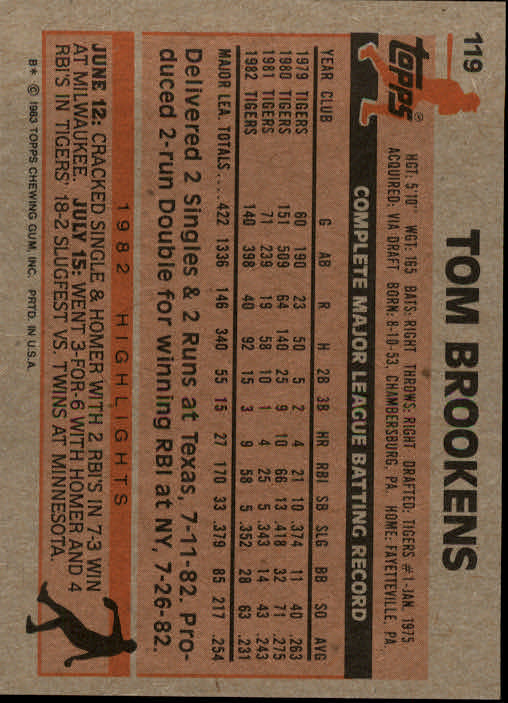 119
topps®
TOM BROOKENS
HGT: 5'10" WGT: 165 BATS: RIGHT THROWS: RIGHT DRAFTED: TIGERS #1-JAN. 1975
ACQUIRED: VIA DRAFT BORN: 8-10-53, CHAMBERSBURG, PA. HOME: FAYETTEVILLE, PA.
COMPLETE MAJOR LEAGUE BATTING RECORD
YEAR CLUB G AB R H 2B 3B HR RBI SB SLG BB SO AVG
1979 TIGERS 60 190 23 50 5 2 4 21 10 .374 11 40 .263
1980 TIGERS 151 509 64 140 25 9 10 66 13 .418 32 71 .275
1981 TIGERS 71 239 19 58 10 1 4 25 5 .343 14 43 .243
1982 TIGERS 140 398 40 92 15 3 9 58 5 .352 28 63 .231
MAJOR LEA. TOTALS .... 422 1336 146 340 55 15 27 170 33 .379 85 217 .254
Delivered 2 Singles & 2 Runs at Texas, 7-11-82. Pro-
duced 2-run Double for winning RBI at NY, 7-26-82.
1982 HIGHLIGHTS
JUNE 12: CRACKED SINGLE & HOMER WITH 2 RBI'S IN 7-3 WIN
AT MILWAUKEE. JULY 15: WENT 3-FOR-6 WITH HOMER AND 4
RBI'S IN TIGERS' 18-2 SLUGFEST VS. TWINS AT MINNESOTA.
B* © 1983 TOPPS CHEWING GUM, INC. PRTD. IN U.S.A.